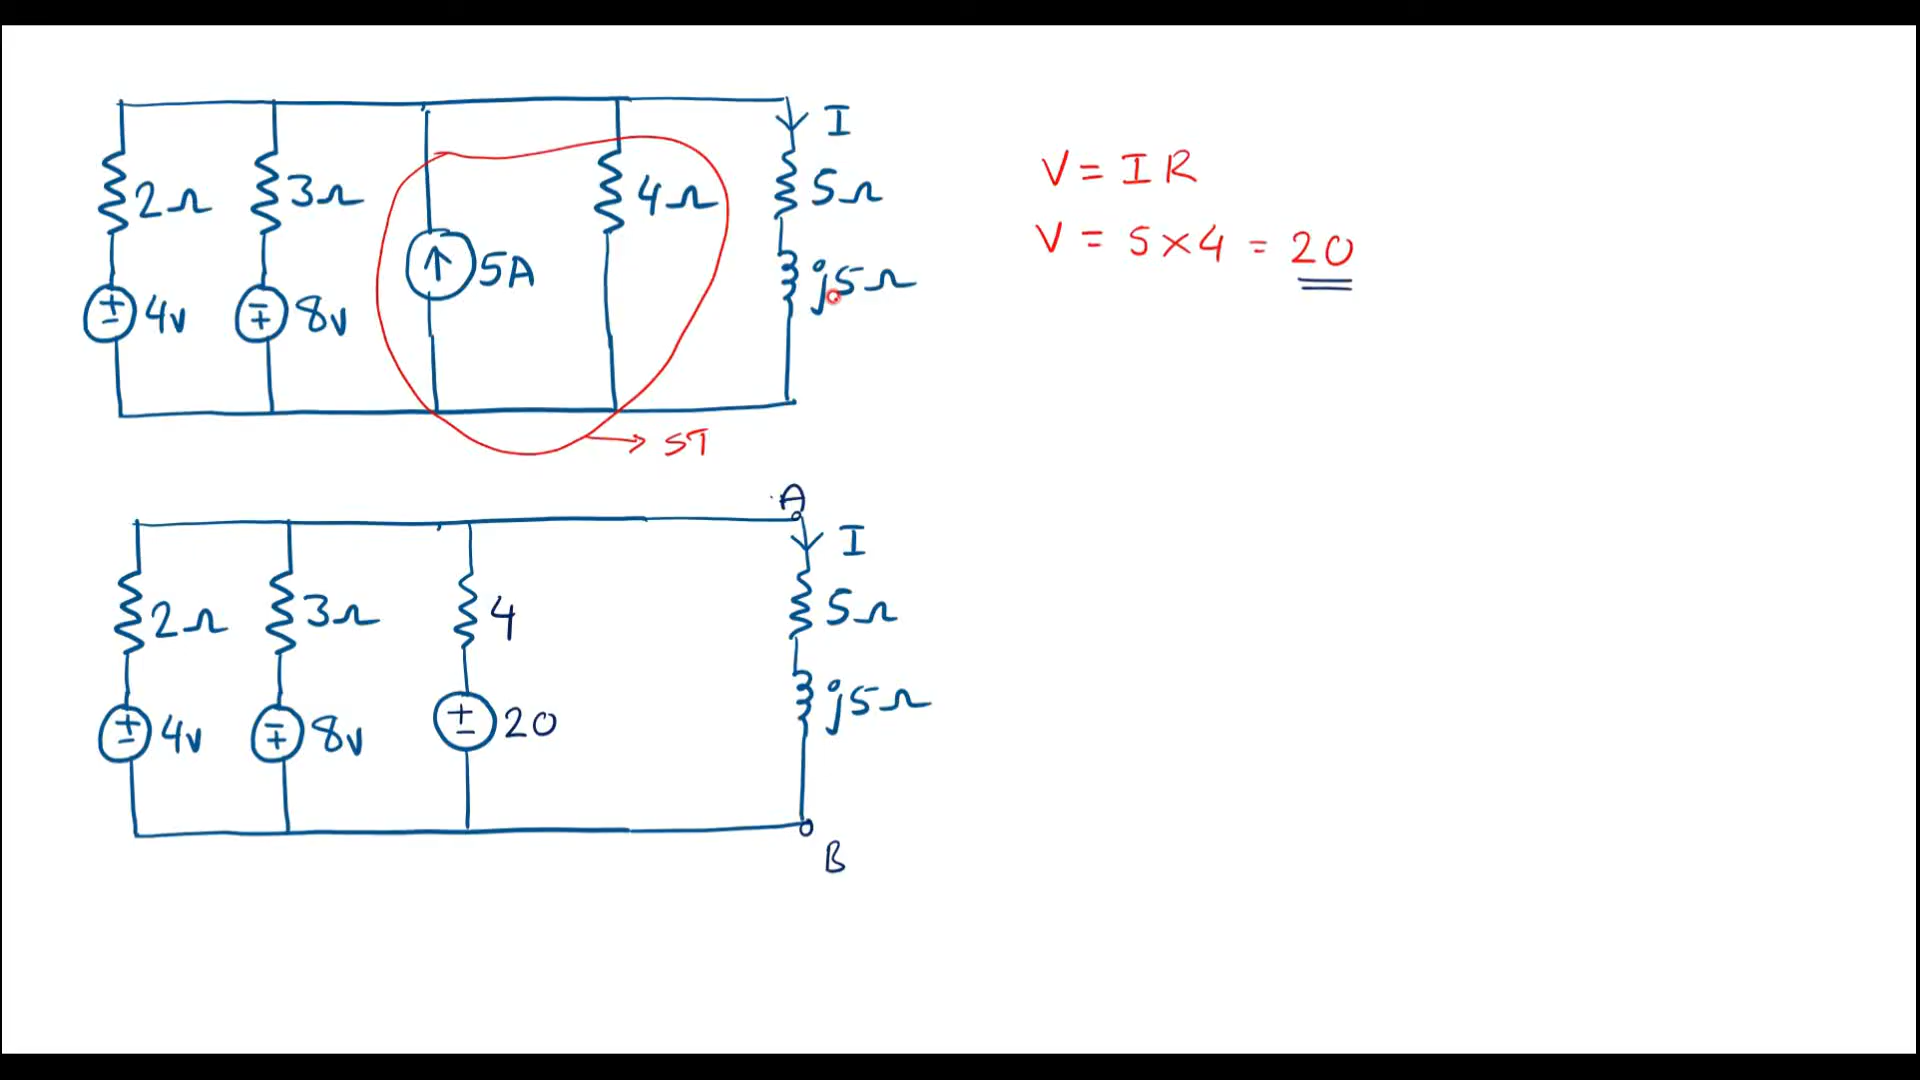 I
2Ω 3Ω 4Ω 5Ω
+ - 4v - + 8v 5A j5Ω
→ ST
V = I R
V = 5 × 4 = 20
A
I
2Ω 3Ω 4 5Ω
+ - 4v - + 8v + - 20 j5Ω
B